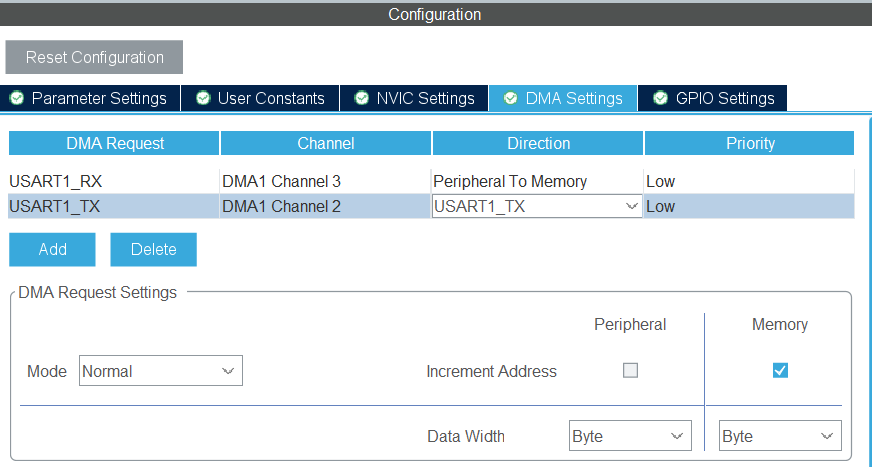 Configuration
Reset Configuration
Parameter Settings User Constants NVIC Settings DMA Settings GPIO Settings
DMA Request Channel Direction Priority
USART1_RX DMA1 Channel 3 Peripheral To Memory Low
USART1_TX DMA1 Channel 2 USART1_TX Low
Add Delete
DMA Request Settings
Peripheral Memory
Mode Normal Increment Address
Data Width Byte Byte